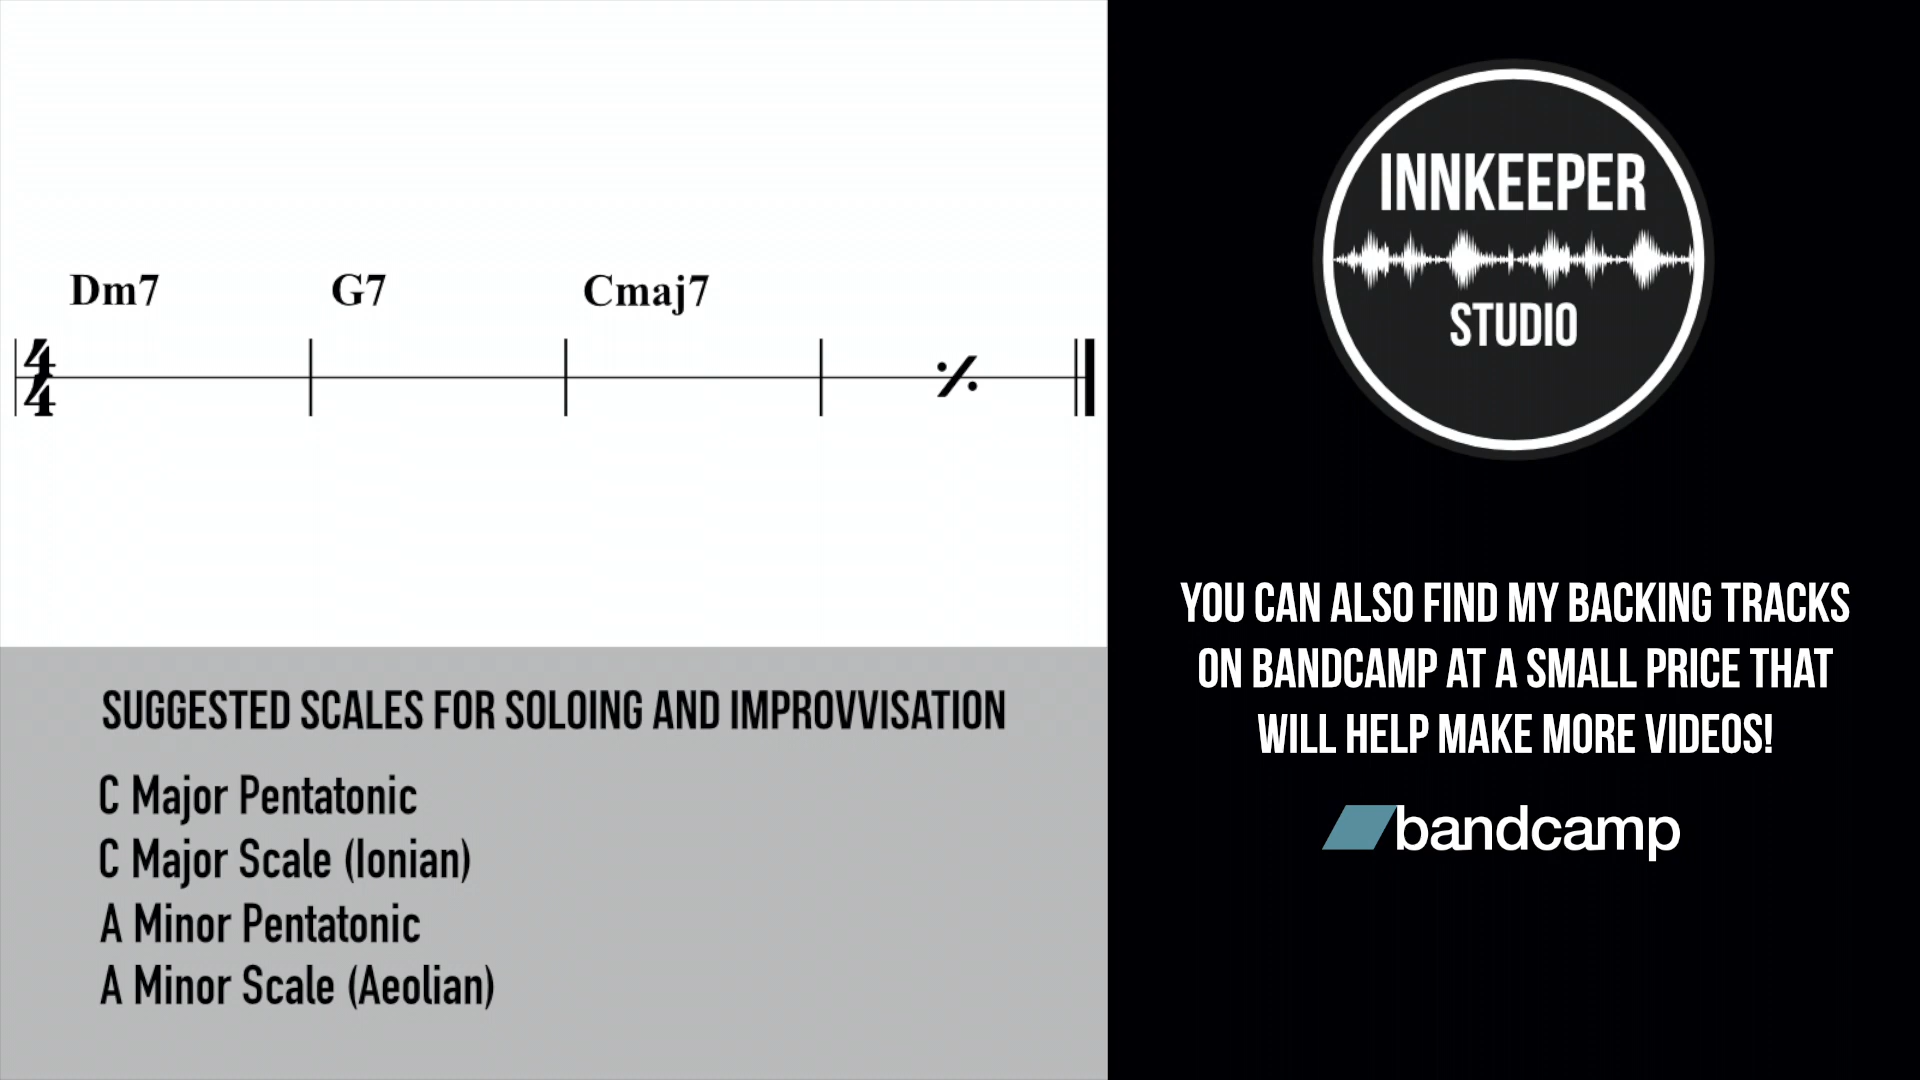 Dm7 G7 Cmaj7
4
4
SUGGESTED SCALES FOR SOLOING AND IMPROVVISATION
C Major Pentatonic
C Major Scale (Ionian)
A Minor Pentatonic
A Minor Scale (Aeolian)
INNKEEPER
STUDIO
YOU CAN ALSO FIND MY BACKING TRACKS
ON BANDCAMP AT A SMALL PRICE THAT
WILL HELP MAKE MORE VIDEOS!
bandcamp